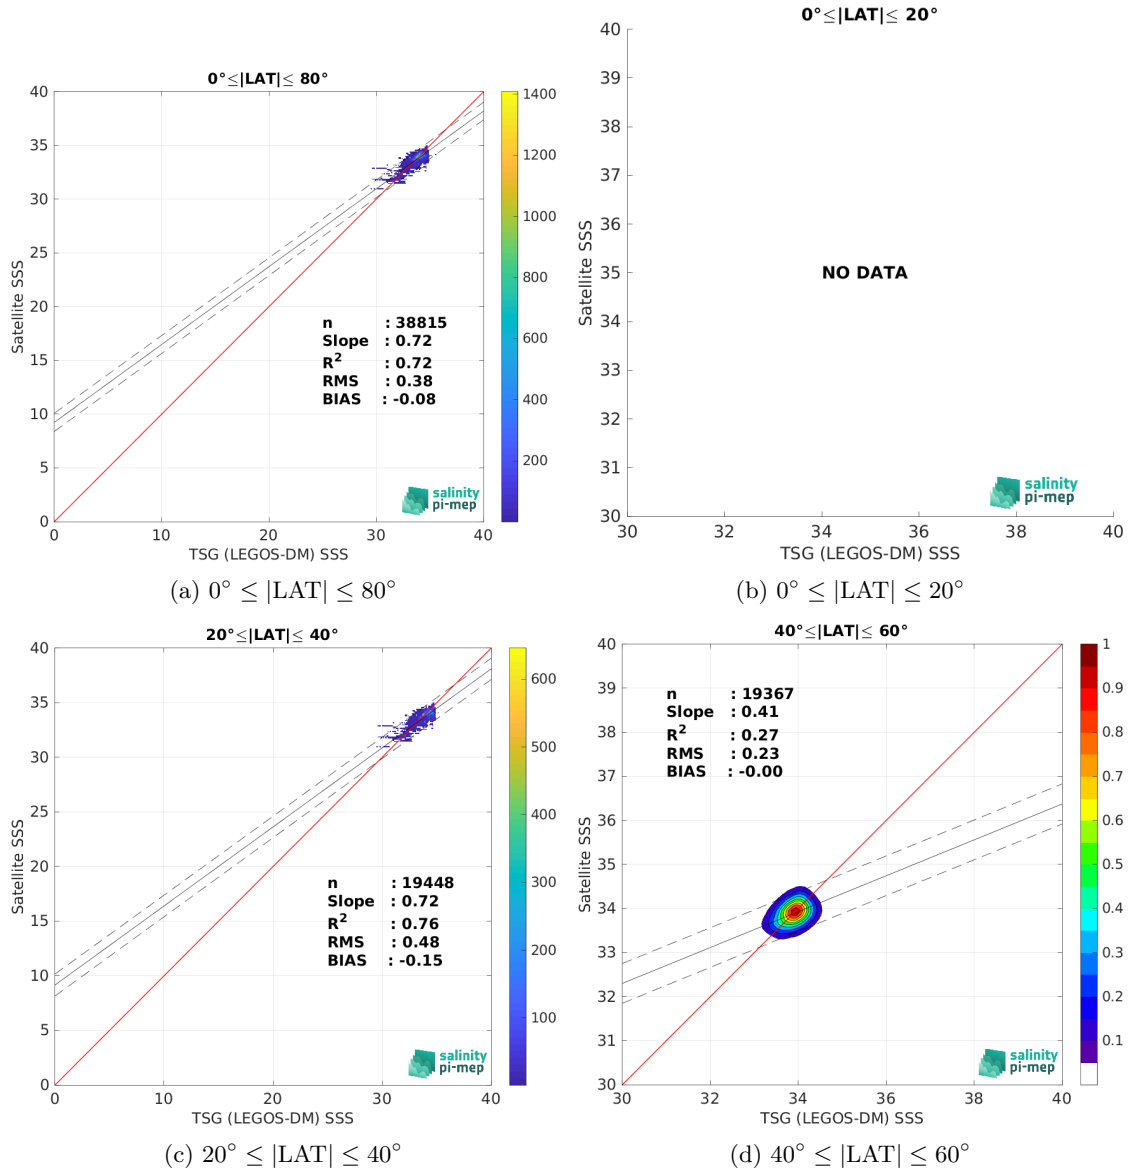 0°≤|LAT|≤ 80°
40
35
30
25
20
15
10
5
0
Satellite SSS
n : 38815
Slope : 0.72
R² : 0.72
RMS : 0.38
BIAS : -0.08
salinity
pi-mep
0 10 20 30 40
TSG (LEGOS-DM) SSS
1400
1200
1000
800
600
400
200
(a) 0° ≤ |LAT| ≤ 80°
0°≤|LAT|≤ 20°
40
39
38
37
36
35
34
33
32
31
30
Satellite SSS
NO DATA
salinity
pi-mep
30 32 34 36 38 40
TSG (LEGOS-DM) SSS
(b) 0° ≤ |LAT| ≤ 20°
20°≤|LAT|≤ 40°
40
35
30
25
20
15
10
5
0
Satellite SSS
n : 19448
Slope : 0.72
R² : 0.76
RMS : 0.48
BIAS : -0.15
salinity
pi-mep
0 10 20 30 40
TSG (LEGOS-DM) SSS
600
500
400
300
200
100
(c) 20° ≤ |LAT| ≤ 40°
40°≤|LAT|≤ 60°
40
39
38
37
36
35
34
33
32
31
30
Satellite SSS
n : 19367
Slope : 0.41
R² : 0.27
RMS : 0.23
BIAS : -0.00
salinity
pi-mep
30 32 34 36 38 40
TSG (LEGOS-DM) SSS
1
0.9
0.8
0.7
0.6
0.5
0.4
0.3
0.2
0.1
(d) 40° ≤ |LAT| ≤ 60°